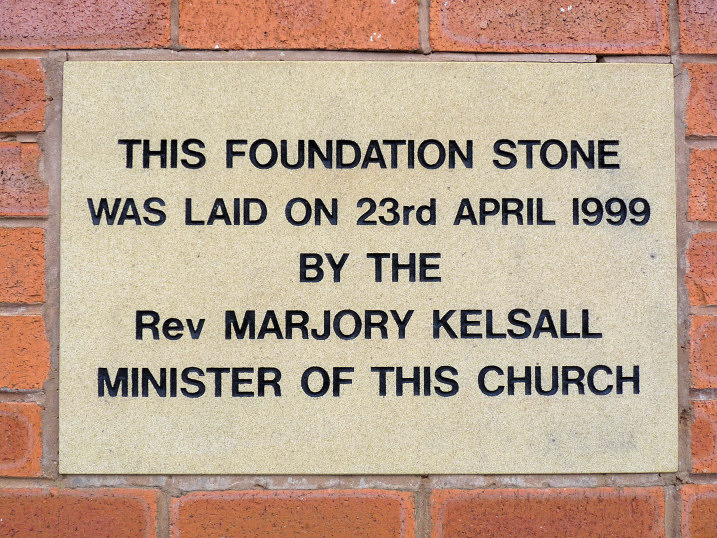 THIS FOUNDATION STONE
WAS LAID ON 23rd APRIL 1999
BY THE
Rev MARJORY KELSALL
MINISTER OF THIS CHURCH